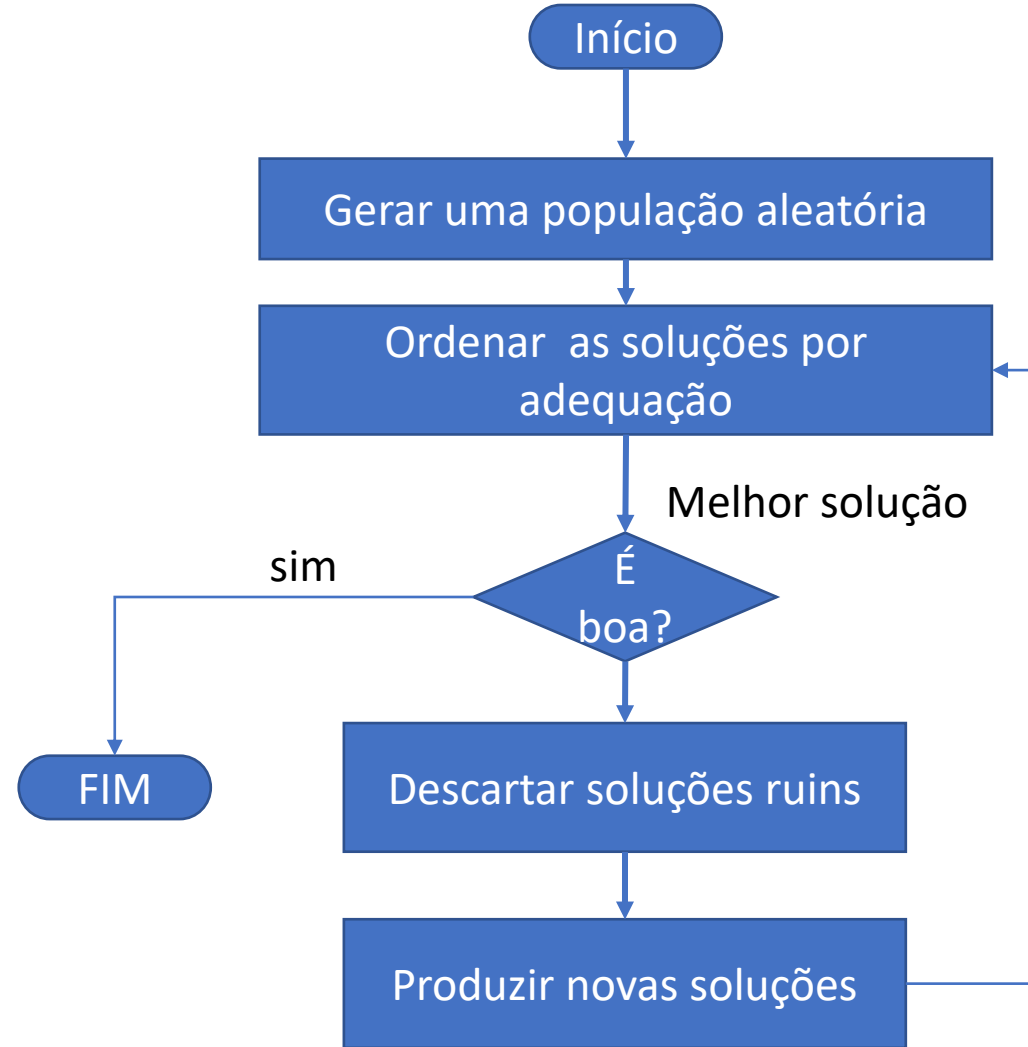 Início
Gerar uma população aleatória
Ordenar  as soluções por
adequação
Melhor solução
sim
É
boa?
FIM
Descartar soluções ruins
Produzir novas soluções